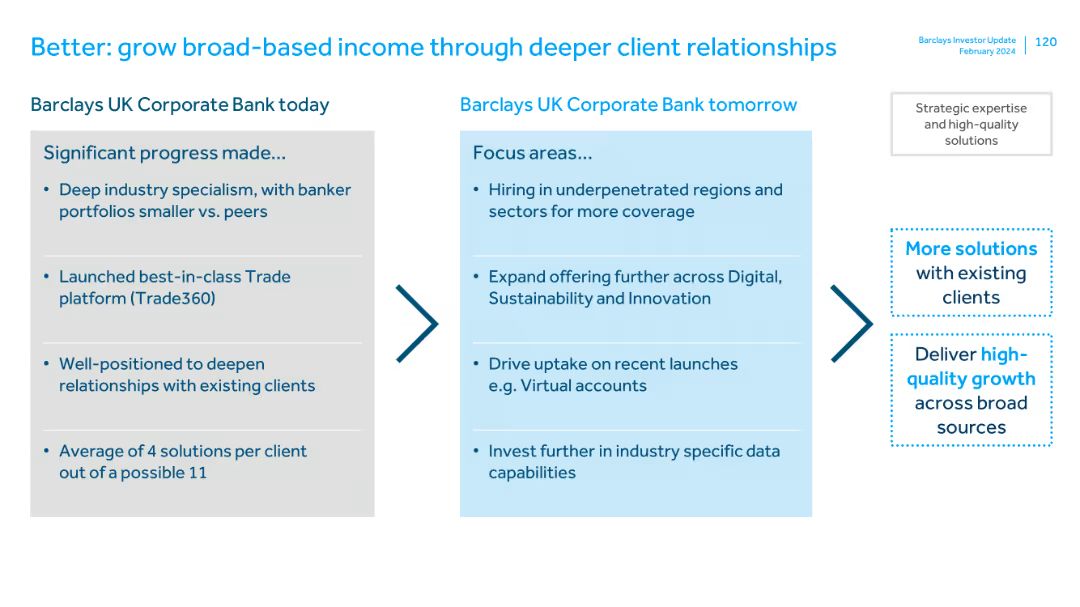 Better: grow broad-based income through deeper client relationships
Barclays Investor Update
February 2024
120
Barclays UK Corporate Bank today
Significant progress made...
• Deep industry specialism, with banker
portfolios smaller vs. peers
• Launched best-in-class Trade
platform (Trade360)
• Well-positioned to deepen
relationships with existing clients
• Average of 4 solutions per client
out of a possible 11
Barclays UK Corporate Bank tomorrow
Focus areas...
• Hiring in underpenetrated regions and
sectors for more coverage
• Expand offering further across Digital,
Sustainability and Innovation
• Drive uptake on recent launches
e.g. Virtual accounts
• Invest further in industry specific data
capabilities
Strategic expertise
and high-quality
solutions
More solutions
with existing
clients
Deliver high-
quality growth
across broad
sources